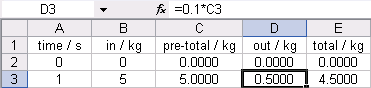 D3 fx =0.1*C3
A B C D E
1 time / s in / kg pre-total / kg out / kg total / kg
2 0 0 0.0000 0.0000 0.0000
3 1 5 5.0000 0.5000 4.5000